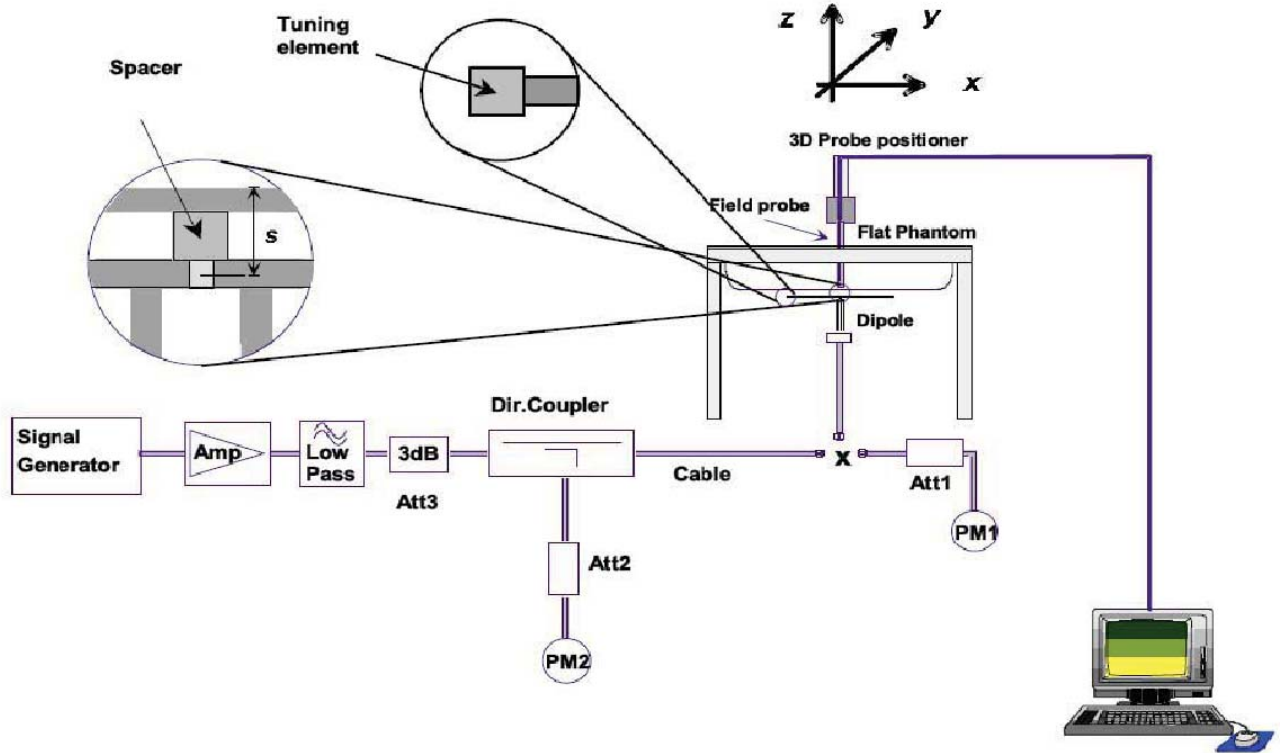 Tuning
element
z
y
x
Spacer
3D Probe positioner
Field probe
Flat Phantom
s
Dipole
Dir.Coupler
Signal
Generator
Amp
Low
Pass
3dB
Att3
Cable
X
Att1
PM1
Att2
PM2